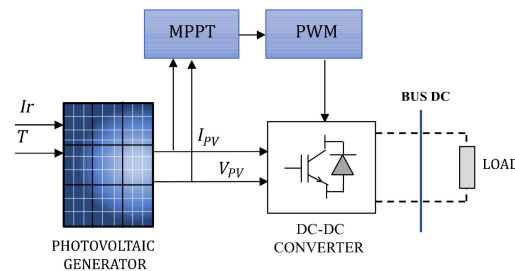 MPPT
PWM
Ir
T
I_PV
V_PV
BUS DC
LOAD
PHOTOVOLTAIC
GENERATOR
DC-DC
CONVERTER